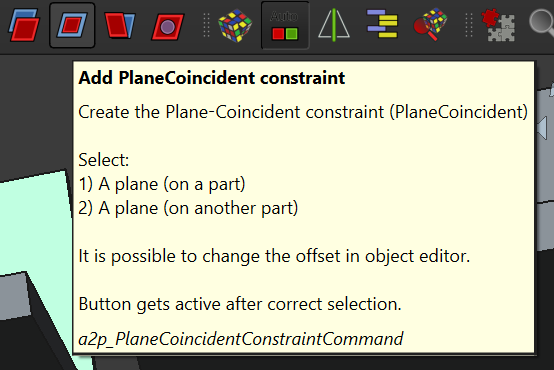 Auto
Add PlaneCoincident constraint
Create the Plane-Coincident constraint (PlaneCoincident)
Select:
1) A plane (on a part)
2) A plane (on another part)
It is possible to change the offset in object editor.
Button gets active after correct selection.
a2p_PlaneCoincidentConstraintCommand